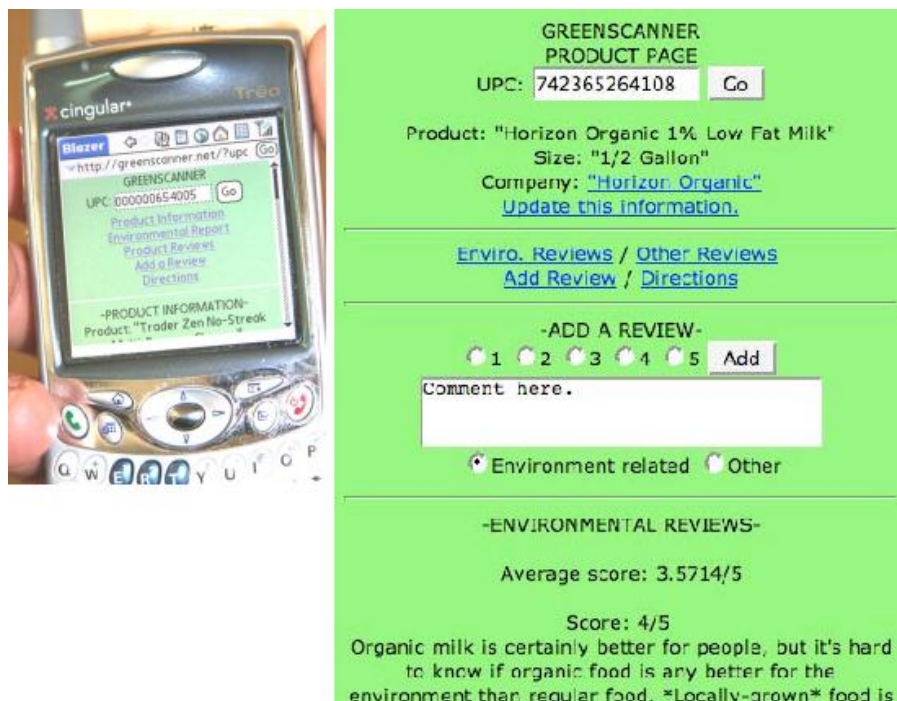 cingular
Treo
Blazer
http://greenscanner.net/?upc Go
GREENSCANNER
UPC: 000000654005 Go
Product Information
Environmental Report
Product Reviews
Add a Review
Directions
-PRODUCT INFORMATION-
Product: "Trader Zen No-Streak
Q W E R T Y U I O P
GREENSCANNER
PRODUCT PAGE
UPC: 742365264108 Go
Product: "Horizon Organic 1% Low Fat Milk"
Size: "1/2 Gallon"
Company: "Horizon Organic"
Update this information.
Enviro. Reviews / Other Reviews
Add Review / Directions
-ADD A REVIEW-
1 2 3 4 5 Add
Comment here.
Environment related Other
-ENVIRONMENTAL REVIEWS-
Average score: 3.5714/5
Score: 4/5
Organic milk is certainly better for people, but it's hard
to know if organic food is any better for the
environment than regular food. *Locally-grown* food is